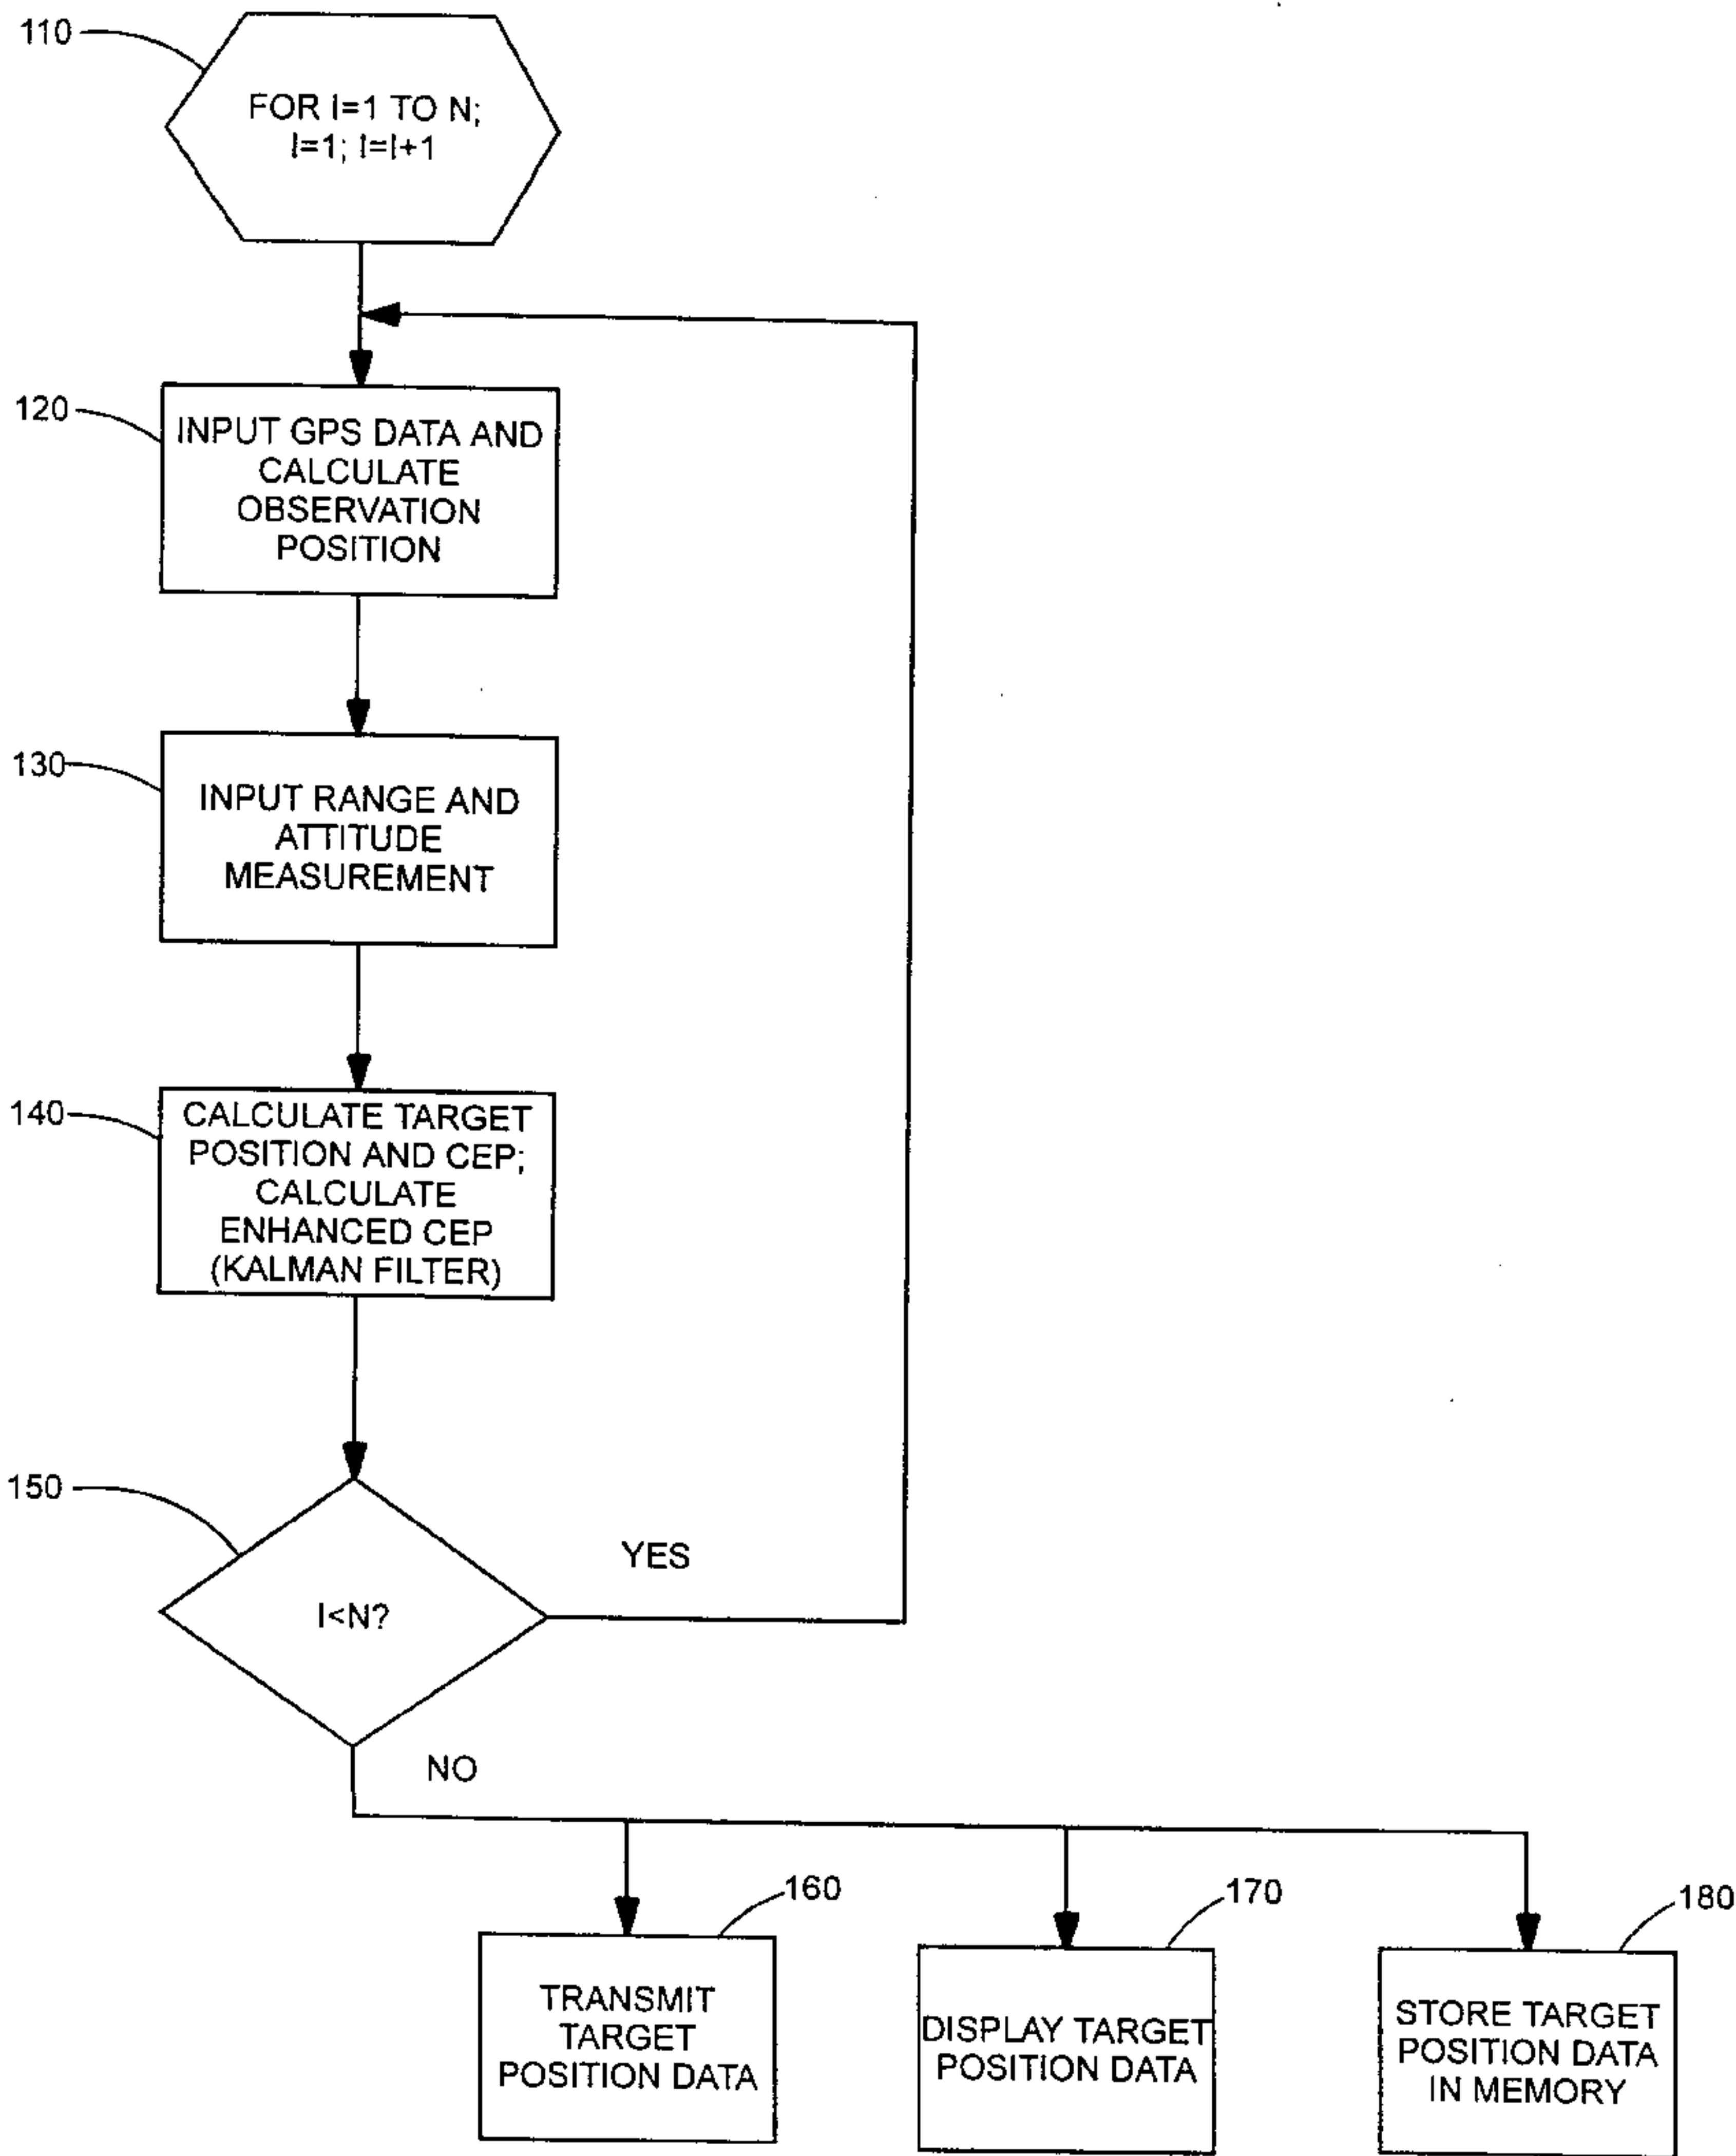 110
FOR I=1 TO N;
I=1; I=I+1
120
INPUT GPS DATA AND
CALCULATE
OBSERVATION
POSITION
130
INPUT RANGE AND
ATTITUDE
MEASUREMENT
140
CALCULATE TARGET
POSITION AND CEP;
CALCULATE
ENHANCED CEP
(KALMAN FILTER)
150
I<N?
YES
NO
160
TRANSMIT
TARGET
POSITION DATA
170
DISPLAY TARGET
POSITION DATA
180
STORE TARGET
POSITION DATA
IN MEMORY